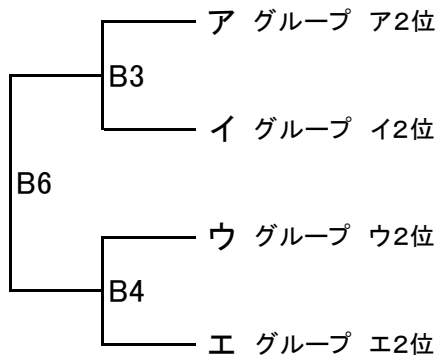 ア グループ ア2位
B3
イ グループ イ2位
B6
ウ グループ ウ2位
B4
エ グループ エ2位